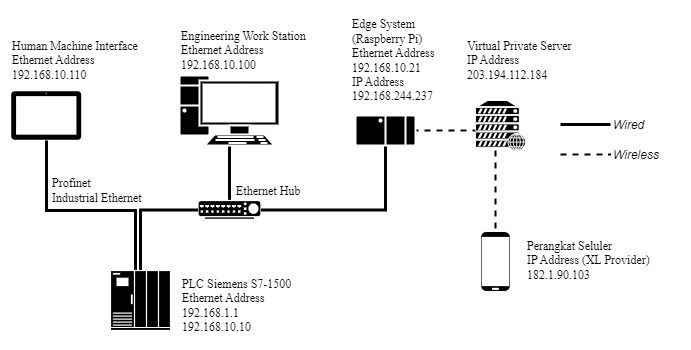 Human Machine Interface
Ethernet Address
192.168.10.110
Engineering Work Station
Ethernet Address
192.168.10.100
Edge System
(Raspberry Pi)
Ethernet Address
192.168.10.21
IP Address
192.168.244.237
Virtual Private Server
IP Address
203.194.112.184
Wired
Wireless
Profinet
Industrial Ethernet
Ethernet Hub
PLC Siemens S7-1500
Ethernet Address
192.168.1.1
192.168.10.10
Perangkat Seluler
IP Address (XL Provider)
182.1.90.103